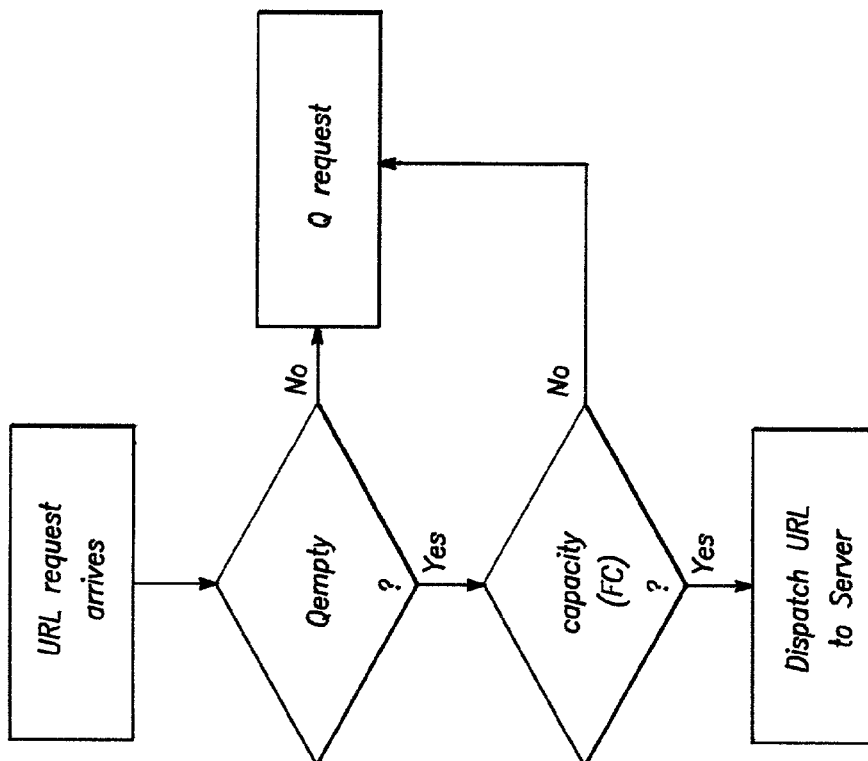 URL request
arrives
Qempty
?
No
Yes
Q request
capacity
(FC)
?
No
Yes
Dispatch URL
to Server